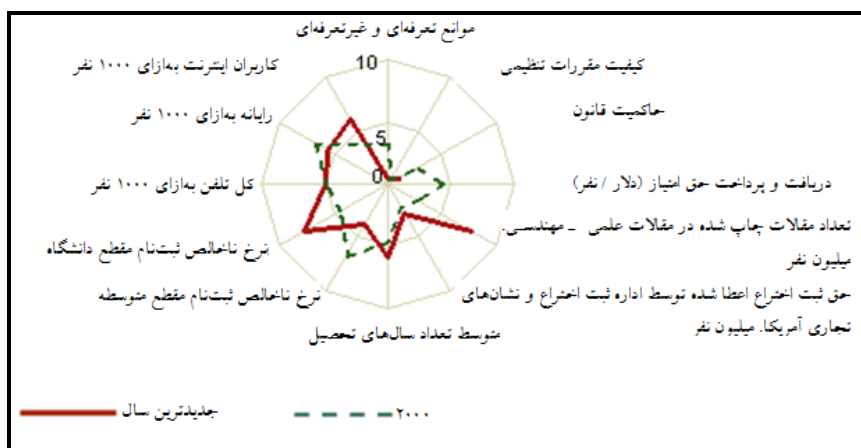 موانع تعرفه‌ای و غیرتعرفه‌ای
کیفیت مقررات تنظیمی
حاکمیت قانون
دریافت و پرداخت حق امتیاز (دلار / نفر)
تعداد مقالات چاپ شده در مقالات علمی - مهندسی.
میلیون نفر
حق ثبت اختراع اعطا شده توسط اداره ثبت اختراع و نشان‌های
تجاری آمریکا. میلیون نفر
متوسط تعداد سال‌های تحصیل
نرخ ناخالص ثبت‌نام مقطع متوسطه
نرخ ناخالص ثبت‌نام مقطع دانشگاه
کل تلفن به‌ازای ۱۰۰۰ نفر
رایانه به‌ازای ۱۰۰۰ نفر
کاربران اینترنت به‌ازای ۱۰۰۰ نفر
10
5
0
۲۰۰۰
جدیدترین سال